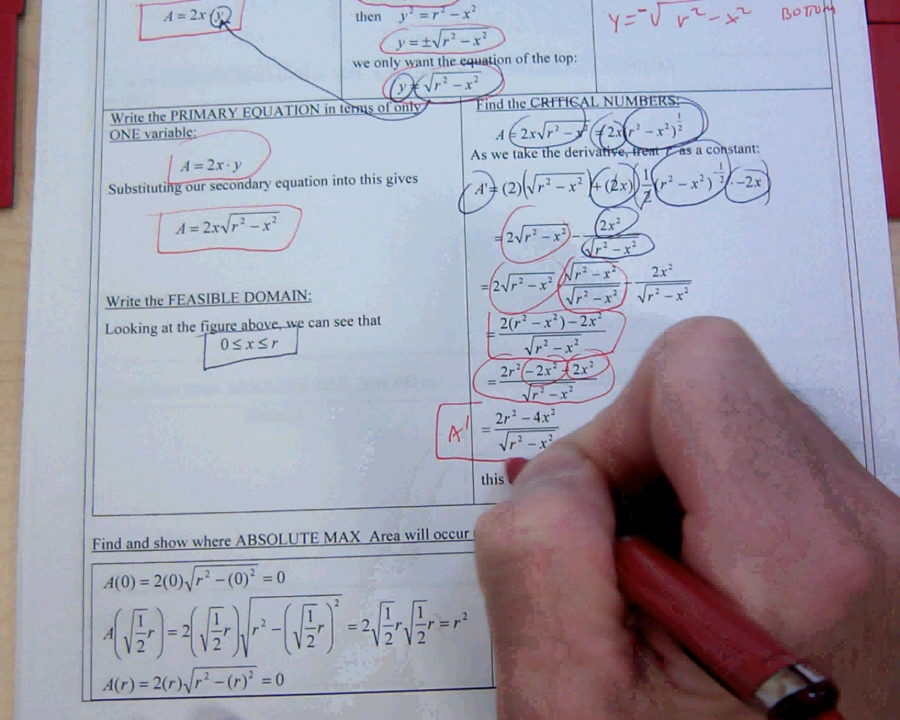 A = 2x(y)
then y² = r² − x²
y = ±√r² − x²
we only want the equation of the top:
y = √r² − x²
Y = −√r² − x² BOTTOM
Write the PRIMARY EQUATION in terms of only
ONE variable:
A = 2x · y
Substituting our secondary equation into this gives
A = 2x√r² − x²
Write the FEASIBLE DOMAIN:
Looking at the figure above, we can see that
0 ≤ x ≤ r
Find the CRITICAL NUMBERS:
A = 2x√r² − x² = 2x(r² − x²)^½
As we take the derivative, treat r as a constant:
A' = (2)(√r² − x²) + (2x)½(r² − x²)^−½(−2x)
= 2√r² − x² − 2x²/√r² − x²
= 2√r² − x² · √r² − x²/√r² − x² − 2x²/√r² − x²
= 2(r² − x²) − 2x²/√r² − x²
= 2r² − 2x² − 2x²/√r² − x²
A' = 2r² − 4x²/√r² − x²
this
Find and show where ABSOLUTE MAX Area will occur
A(0) = 2(0)√r² − (0)² = 0
A(√½r) = 2(√½r)√r² − (√½r)² = 2√½r√½r = r²
A(r) = 2(r)√r² − (r)² = 0